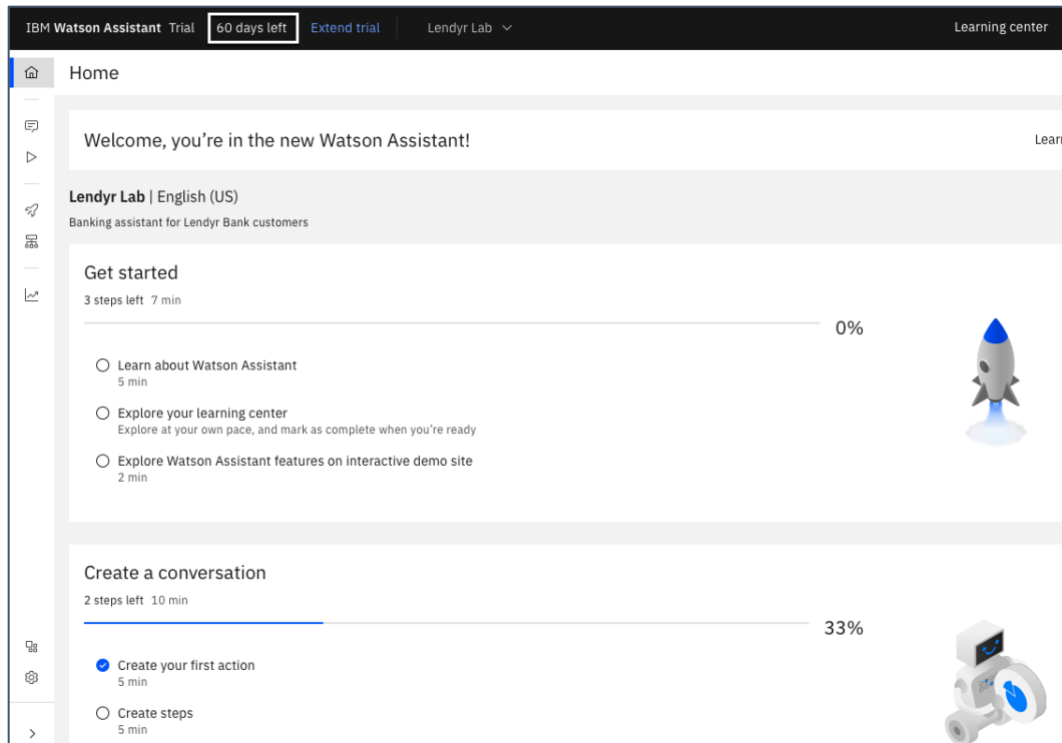 IBM Watson Assistant Trial 60 days left Extend trial Lendyr Lab Learning center
Home
Welcome, you're in the new Watson Assistant!
Lendyr Lab | English (US)
Banking assistant for Lendyr Bank customers
Get started
3 steps left 7 min
0%
Learn about Watson Assistant
5 min
Explore your learning center
Explore at your own pace, and mark as complete when you're ready
Explore Watson Assistant features on interactive demo site
2 min
Create a conversation
2 steps left 10 min
33%
Create your first action
5 min
Create steps
5 min